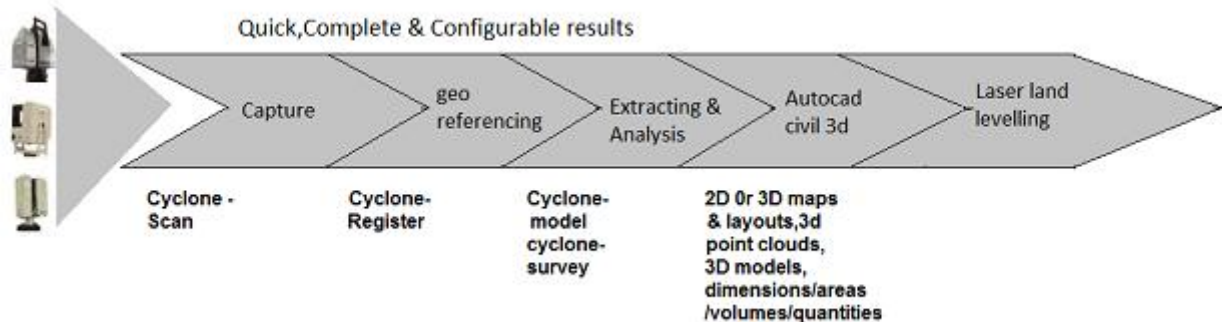 Quick,Complete & Configurable results
Capture
geo
referencing
Extracting &
Analysis
Autocad
civil 3d
Laser land
levelling
Cyclone -
Scan
Cyclone-
Register
Cyclone-
model
cyclone-
survey
2D 0r 3D maps
& layouts,3d
point clouds,
3D models,
dimensions/areas
/volumes/quantities